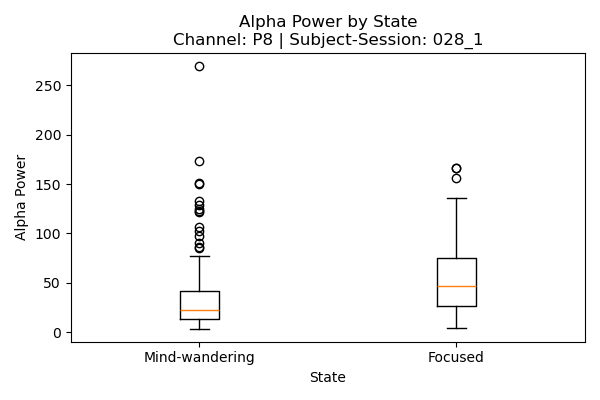 Alpha Power by State
Channel: P8 | Subject-Session: 028_1
Alpha Power
250
200
150
100
50
0
Mind-wandering
Focused
State